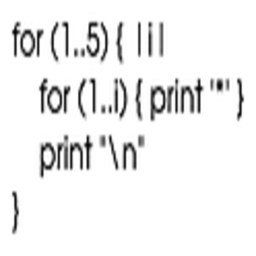 for (1..5) { |i|
for (1..i) { print "*" }
print "\n"
}